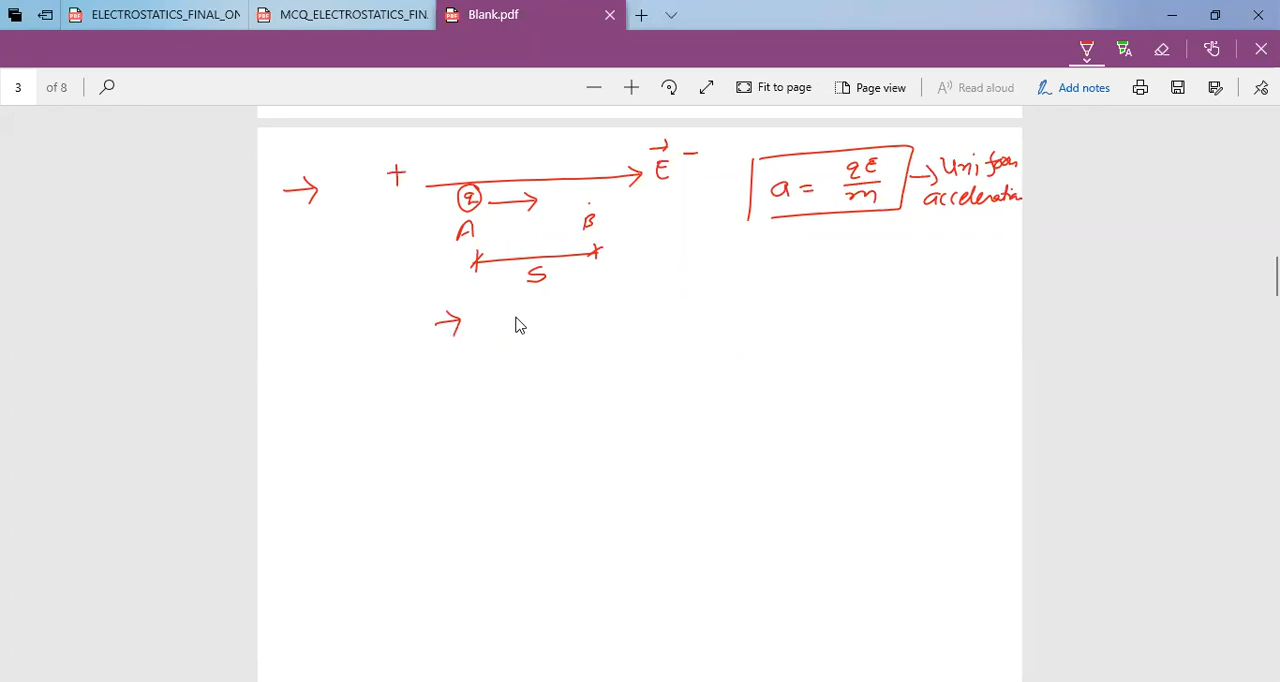 ELECTROSTATICS_FINAL_ON
MCQ_ELECTROSTATICS_FIN.
Blank.pdf
3 of 8
Fit to page
Page view
Read aloud
Add notes
+ E⃗ −
a = qE/m → Uniform
acceleration
→
q →
A B
S
→